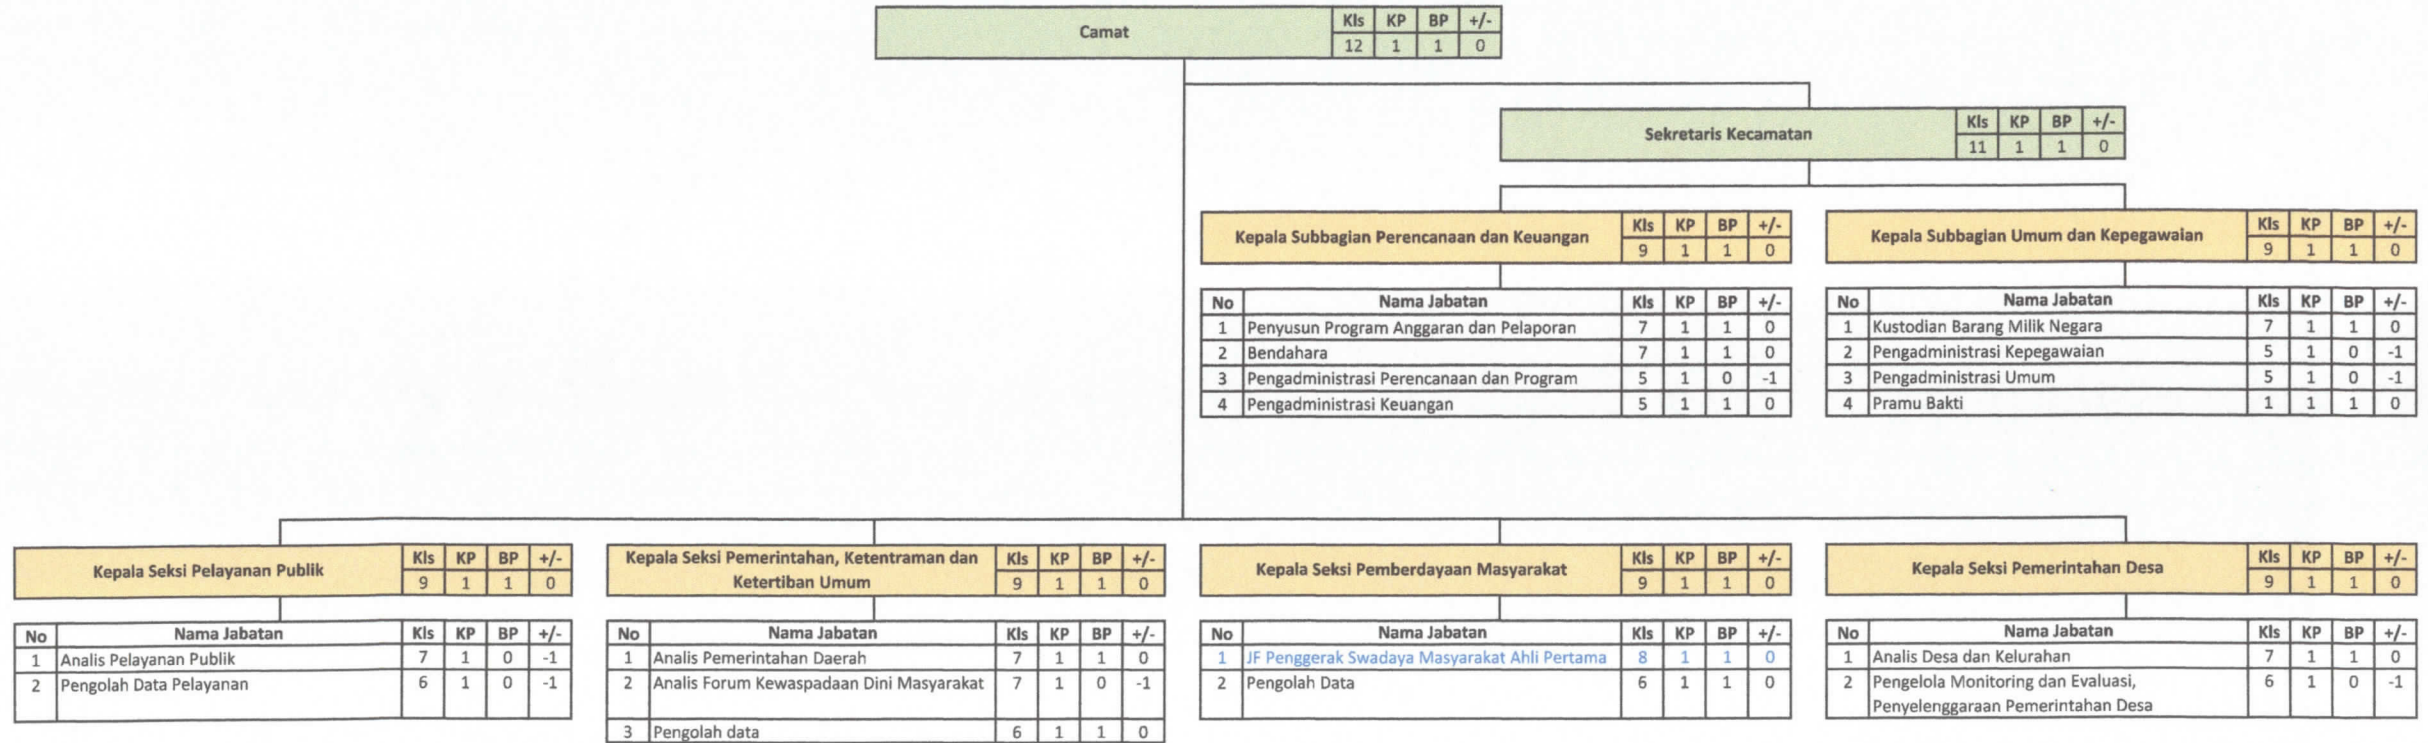 Camat Kls KP BP +/-
12 1 1 0
Sekretaris Kecamatan Kls KP BP +/-
11 1 1 0
Kepala Subbagian Perencanaan dan Keuangan Kls KP BP +/-
9 1 1 0
No Nama Jabatan Kls KP BP +/-
1 Penyusun Program Anggaran dan Pelaporan 7 1 1 0
2 Bendahara 7 1 1 0
3 Pengadministrasi Perencanaan dan Program 5 1 0 -1
4 Pengadministrasi Keuangan 5 1 1 0
Kepala Subbagian Umum dan Kepegawaian Kls KP BP +/-
9 1 1 0
No Nama Jabatan Kls KP BP +/-
1 Kustodian Barang Milik Negara 7 1 1 0
2 Pengadministrasi Kepegawaian 5 1 0 -1
3 Pengadministrasi Umum 5 1 0 -1
4 Pramu Bakti 1 1 1 0
Kepala Seksi Pelayanan Publik Kls KP BP +/-
9 1 1 0
No Nama Jabatan Kls KP BP +/-
1 Analis Pelayanan Publik 7 1 0 -1
2 Pengolah Data Pelayanan 6 1 0 -1
Kepala Seksi Pemerintahan, Ketentraman dan Kls KP BP +/-
Ketertiban Umum 9 1 1 0
No Nama Jabatan Kls KP BP +/-
1 Analis Pemerintahan Daerah 7 1 1 0
2 Analis Forum Kewaspadaan Dini Masyarakat 7 1 0 -1
3 Pengolah data 6 1 1 0
Kepala Seksi Pemberdayaan Masyarakat Kls KP BP +/-
9 1 1 0
No Nama Jabatan Kls KP BP +/-
1 JF Penggerak Swadaya Masyarakat Ahli Pertama 8 1 1 0
2 Pengolah Data 6 1 1 0
Kepala Seksi Pemerintahan Desa Kls KP BP +/-
9 1 1 0
No Nama Jabatan Kls KP BP +/-
1 Analis Desa dan Kelurahan 7 1 1 0
2 Pengelola Monitoring dan Evaluasi, 6 1 0 -1
Penyelenggaraan Pemerintahan Desa